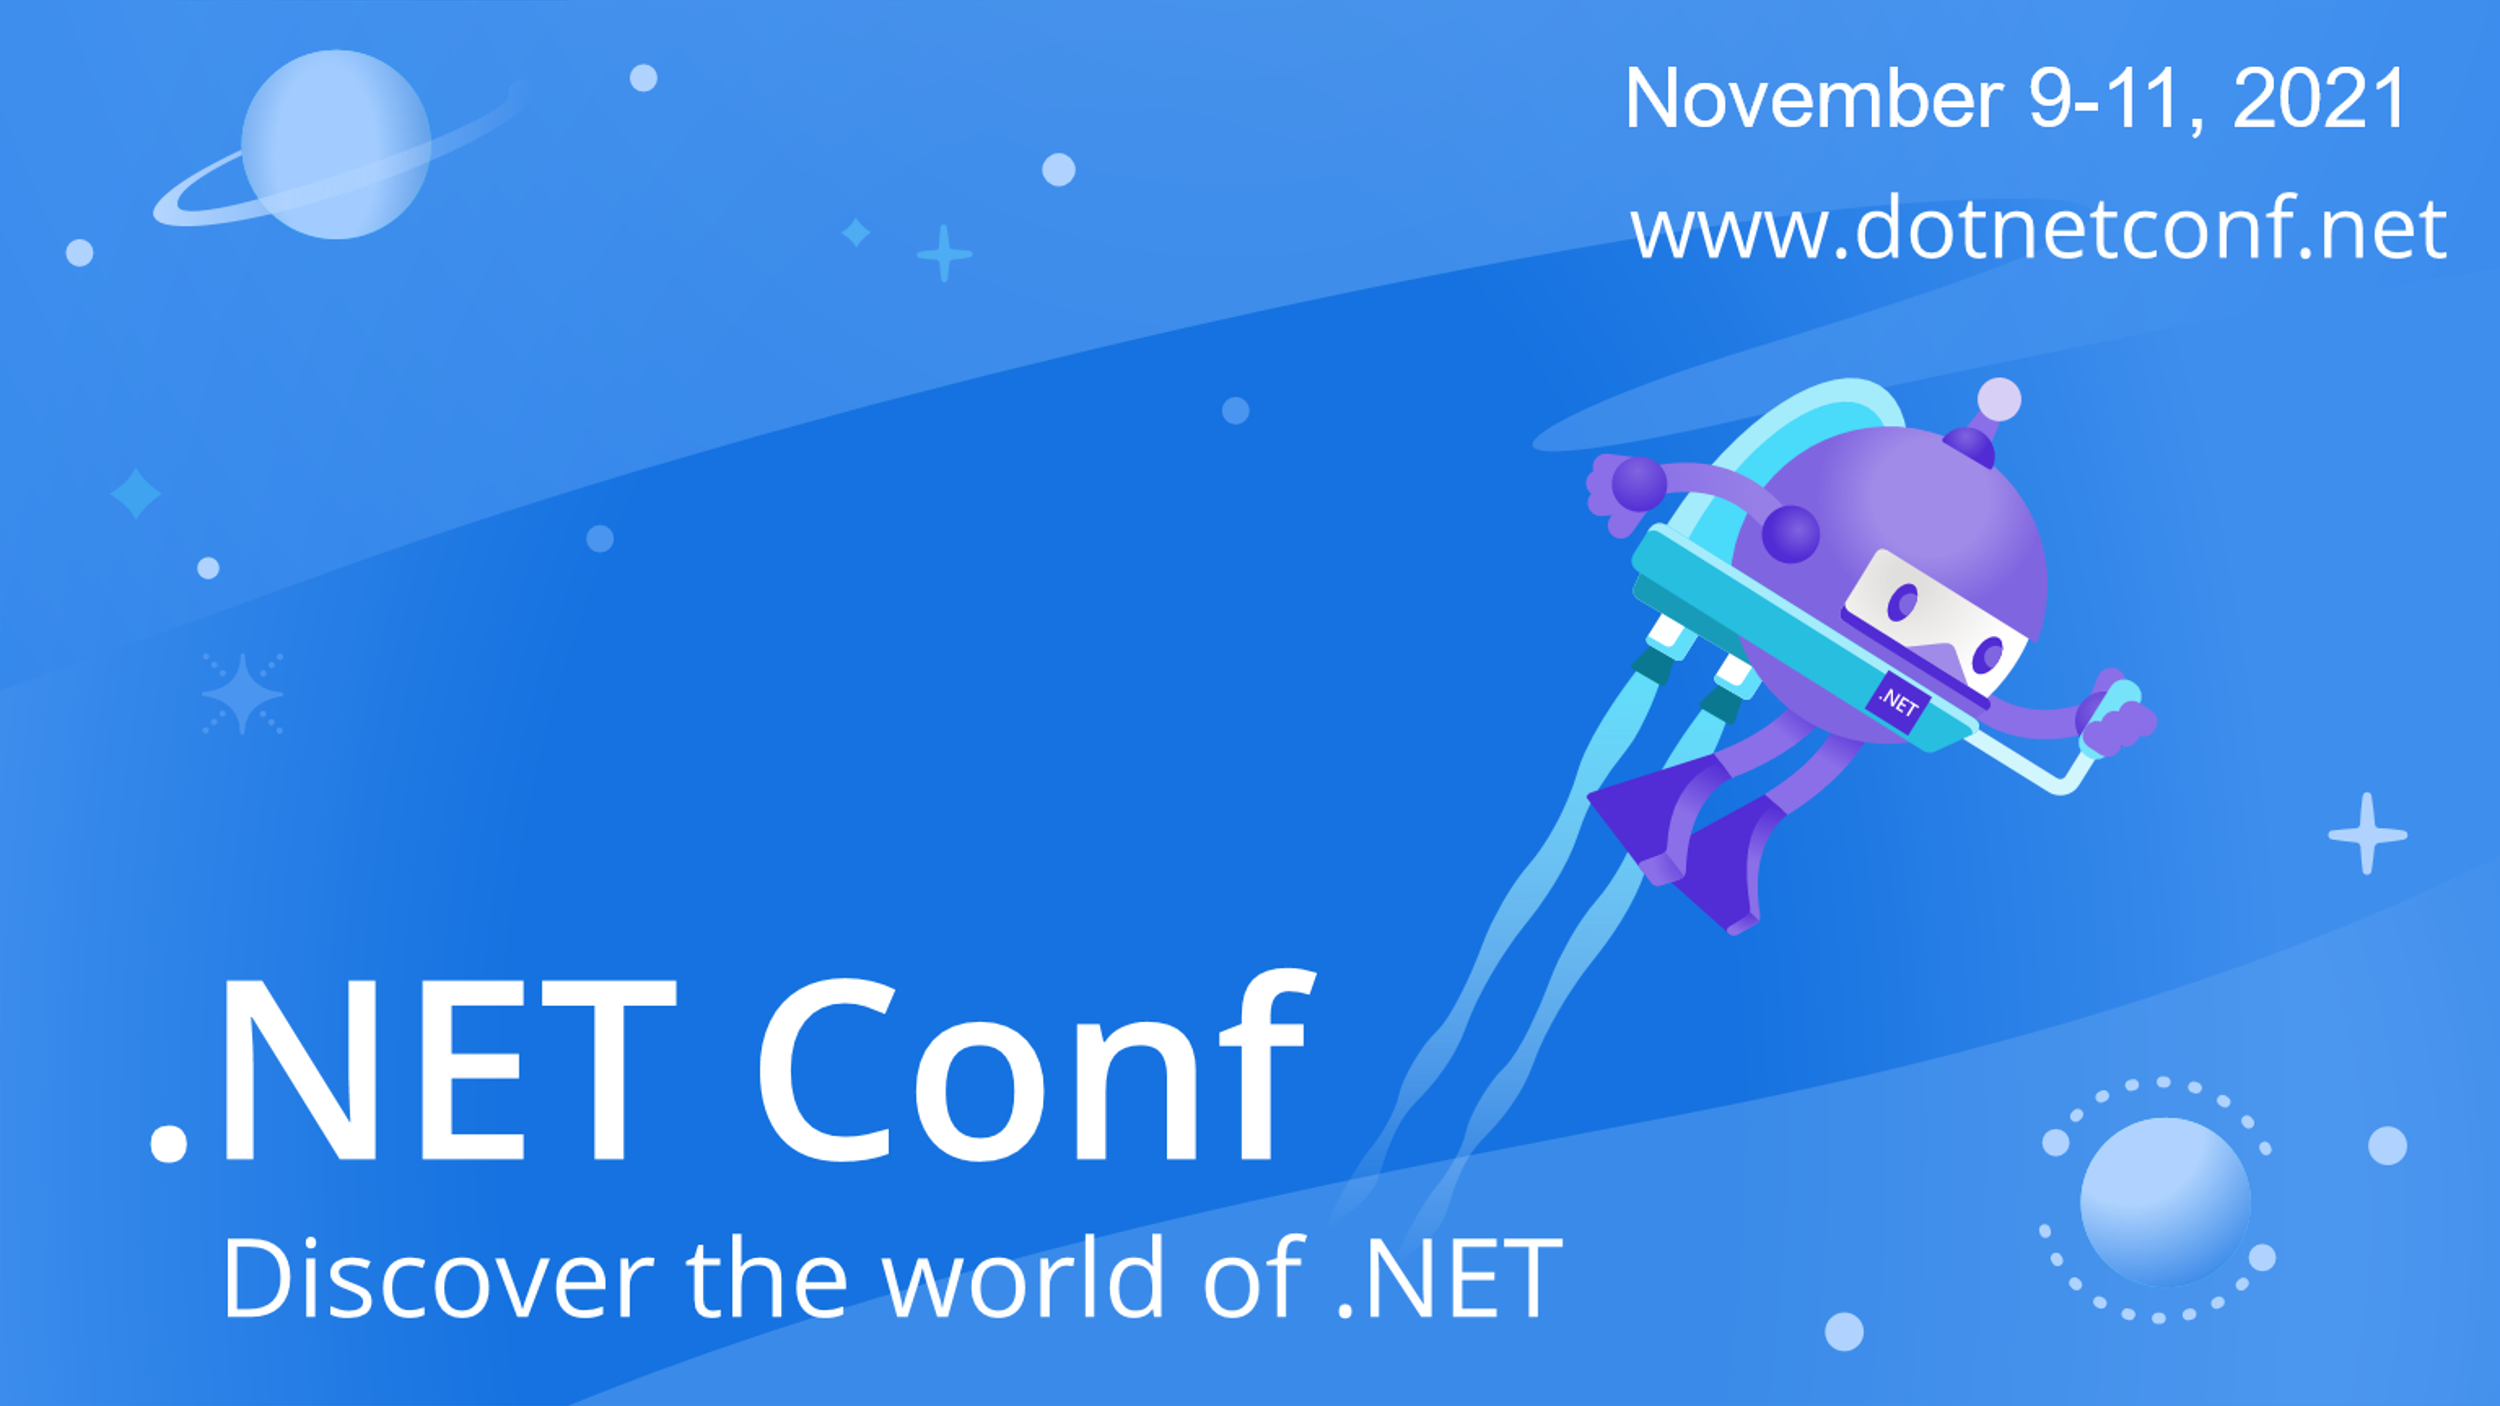 November 9-11, 2021
www.dotnetconf.net
.NET
.NET Conf
Discover the world of .NET